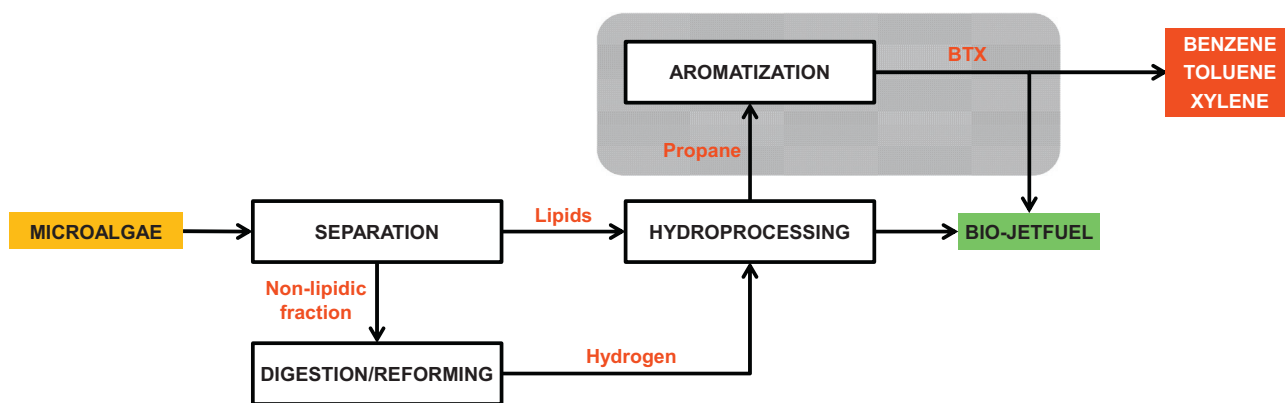 BTX
BENZENE
TOLUENE
XYLENE
AROMATIZATION
Propane
MICROALGAE
SEPARATION
Lipids
HYDROPROCESSING
BIO-JETFUEL
Non-lipidic
fraction
DIGESTION/REFORMING
Hydrogen